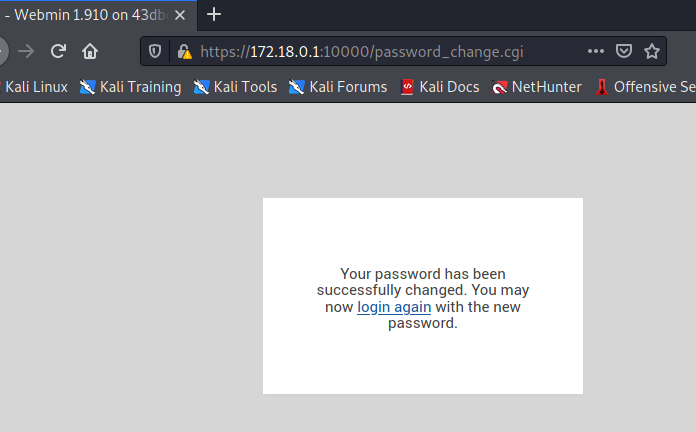 - Webmin 1.910 on 43db
https://172.18.0.1:10000/password_change.cgi
Kali Linux Kali Training Kali Tools Kali Forums Kali Docs NetHunter Offensive Se
Your password has been
successfully changed. You may
now login again with the new
password.